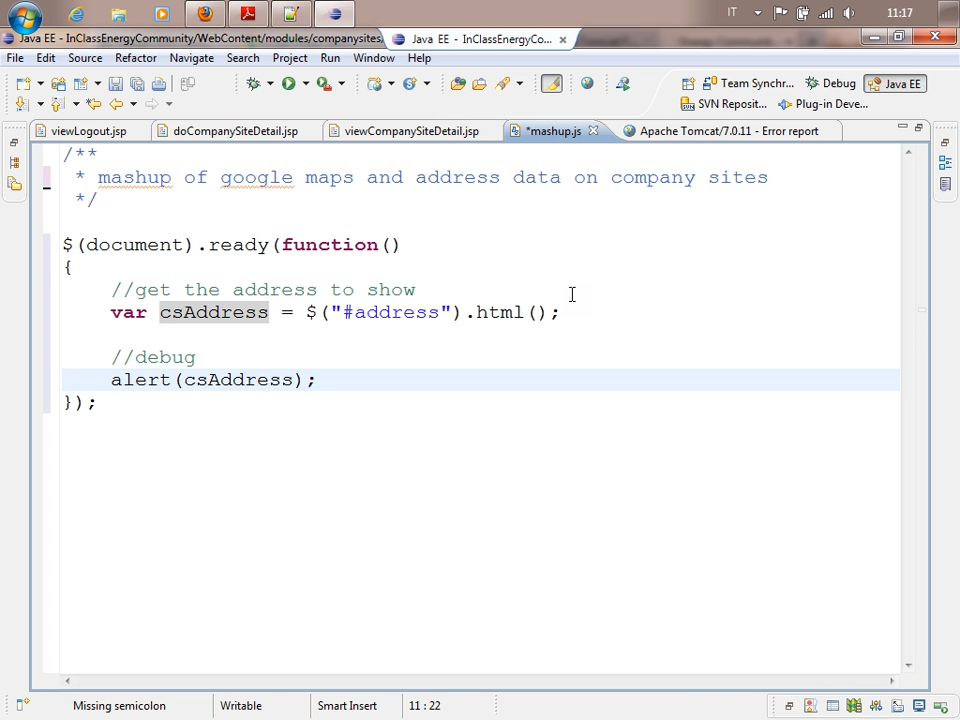 IT
11:17
Java EE - InClassEnergyCommunity/WebContent/modules/companysites/
Java EE - InClassEnergyCo...
File Edit Source Refactor Navigate Search Project Run Window Help
Team Synchr... Debug Java EE
SVN Reposit... Plug-in Deve...
viewLogout.jsp doCompanySiteDetail.jsp viewCompanySiteDetail.jsp *mashup.js Apache Tomcat/7.0.11 - Error report
/**
* mashup of google maps and address data on company sites
*/
$(document).ready(function()
{
//get the address to show
var csAddress = $("#address").html();
//debug
alert(csAddress);
});
Missing semicolon Writable Smart Insert 11 : 22